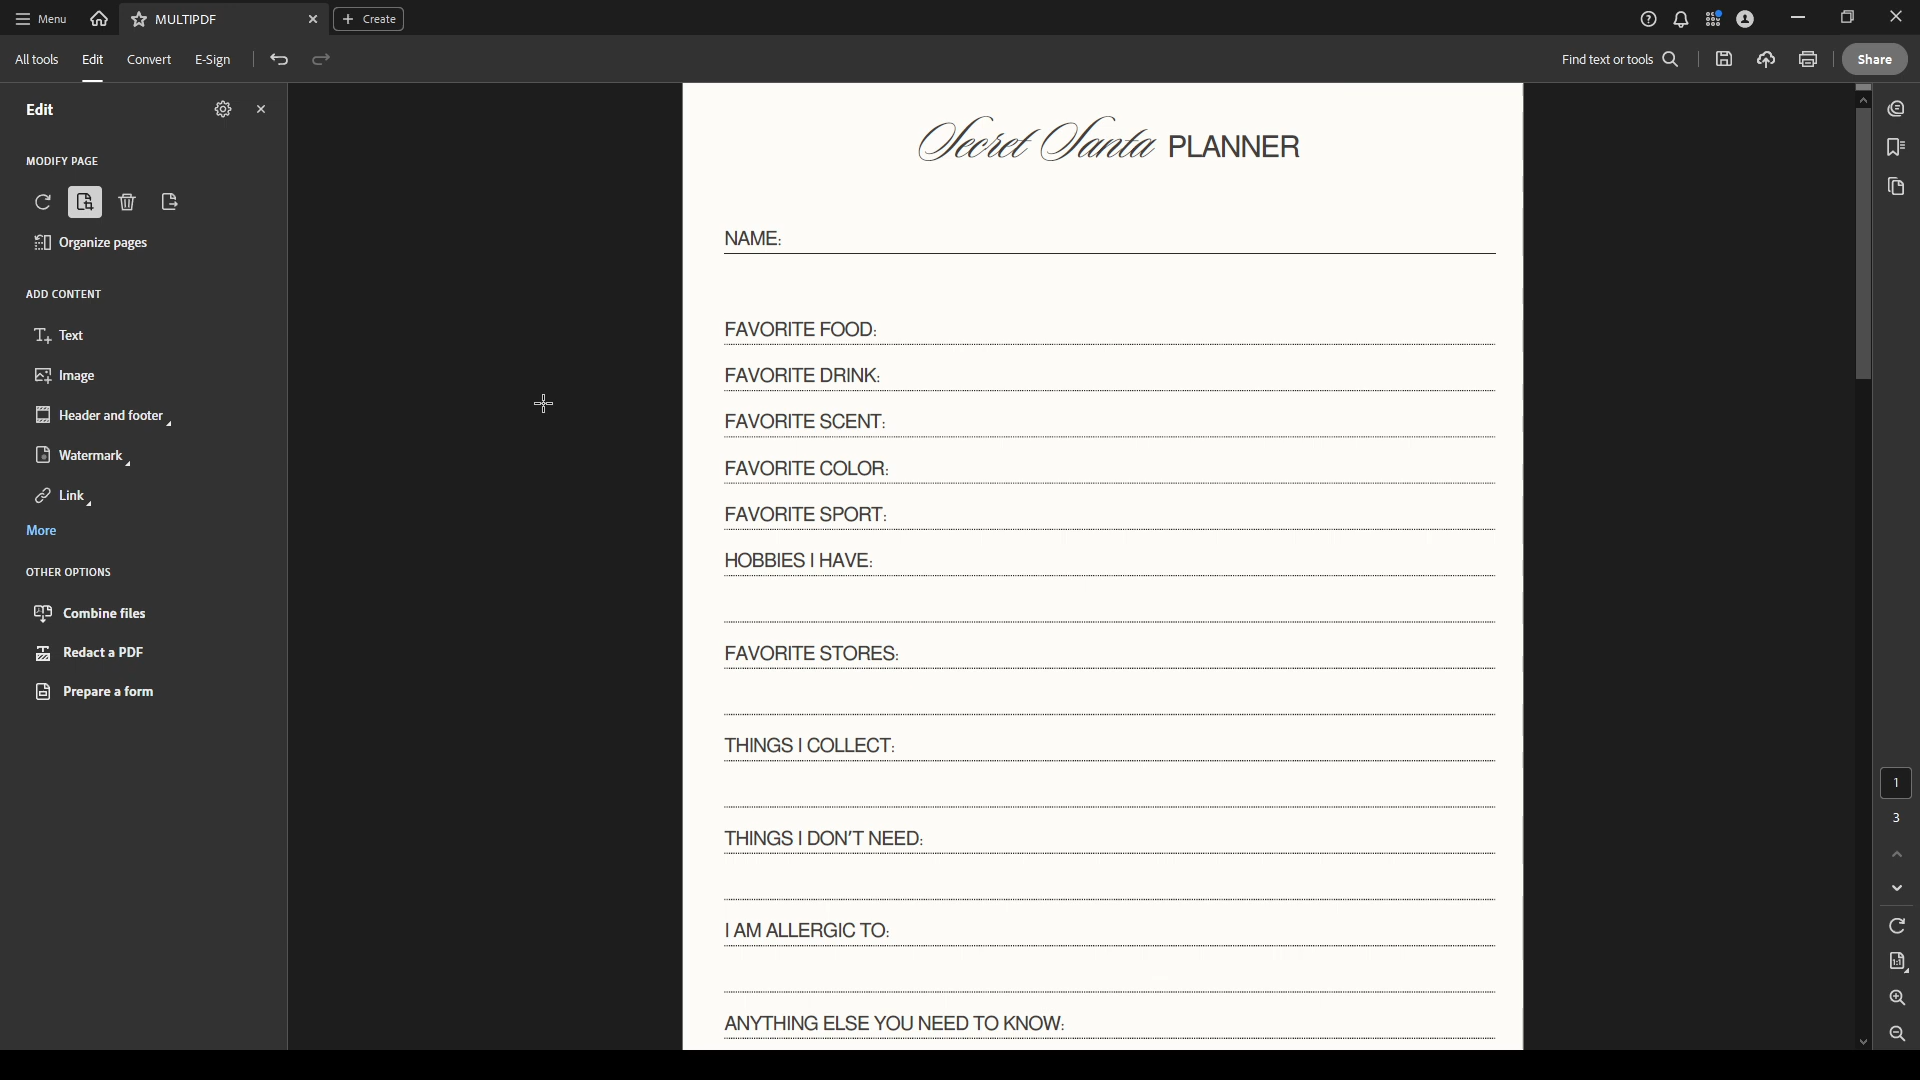 Menu
MULTIPDF
Create
All tools
Edit
Convert
E-Sign
Find text or tools
Share
Edit
MODIFY PAGE
Organize pages
ADD CONTENT
Text
Image
Header and footer
Watermark
Link
More
OTHER OPTIONS
Combine files
Redact a PDF
Prepare a form
Secret Santa PLANNER
NAME:
FAVORITE FOOD:
FAVORITE DRINK:
FAVORITE SCENT:
FAVORITE COLOR:
FAVORITE SPORT:
HOBBIES I HAVE:
FAVORITE STORES:
THINGS I COLLECT:
THINGS I DON'T NEED:
I AM ALLERGIC TO:
ANYTHING ELSE YOU NEED TO KNOW:
1
3
1:1